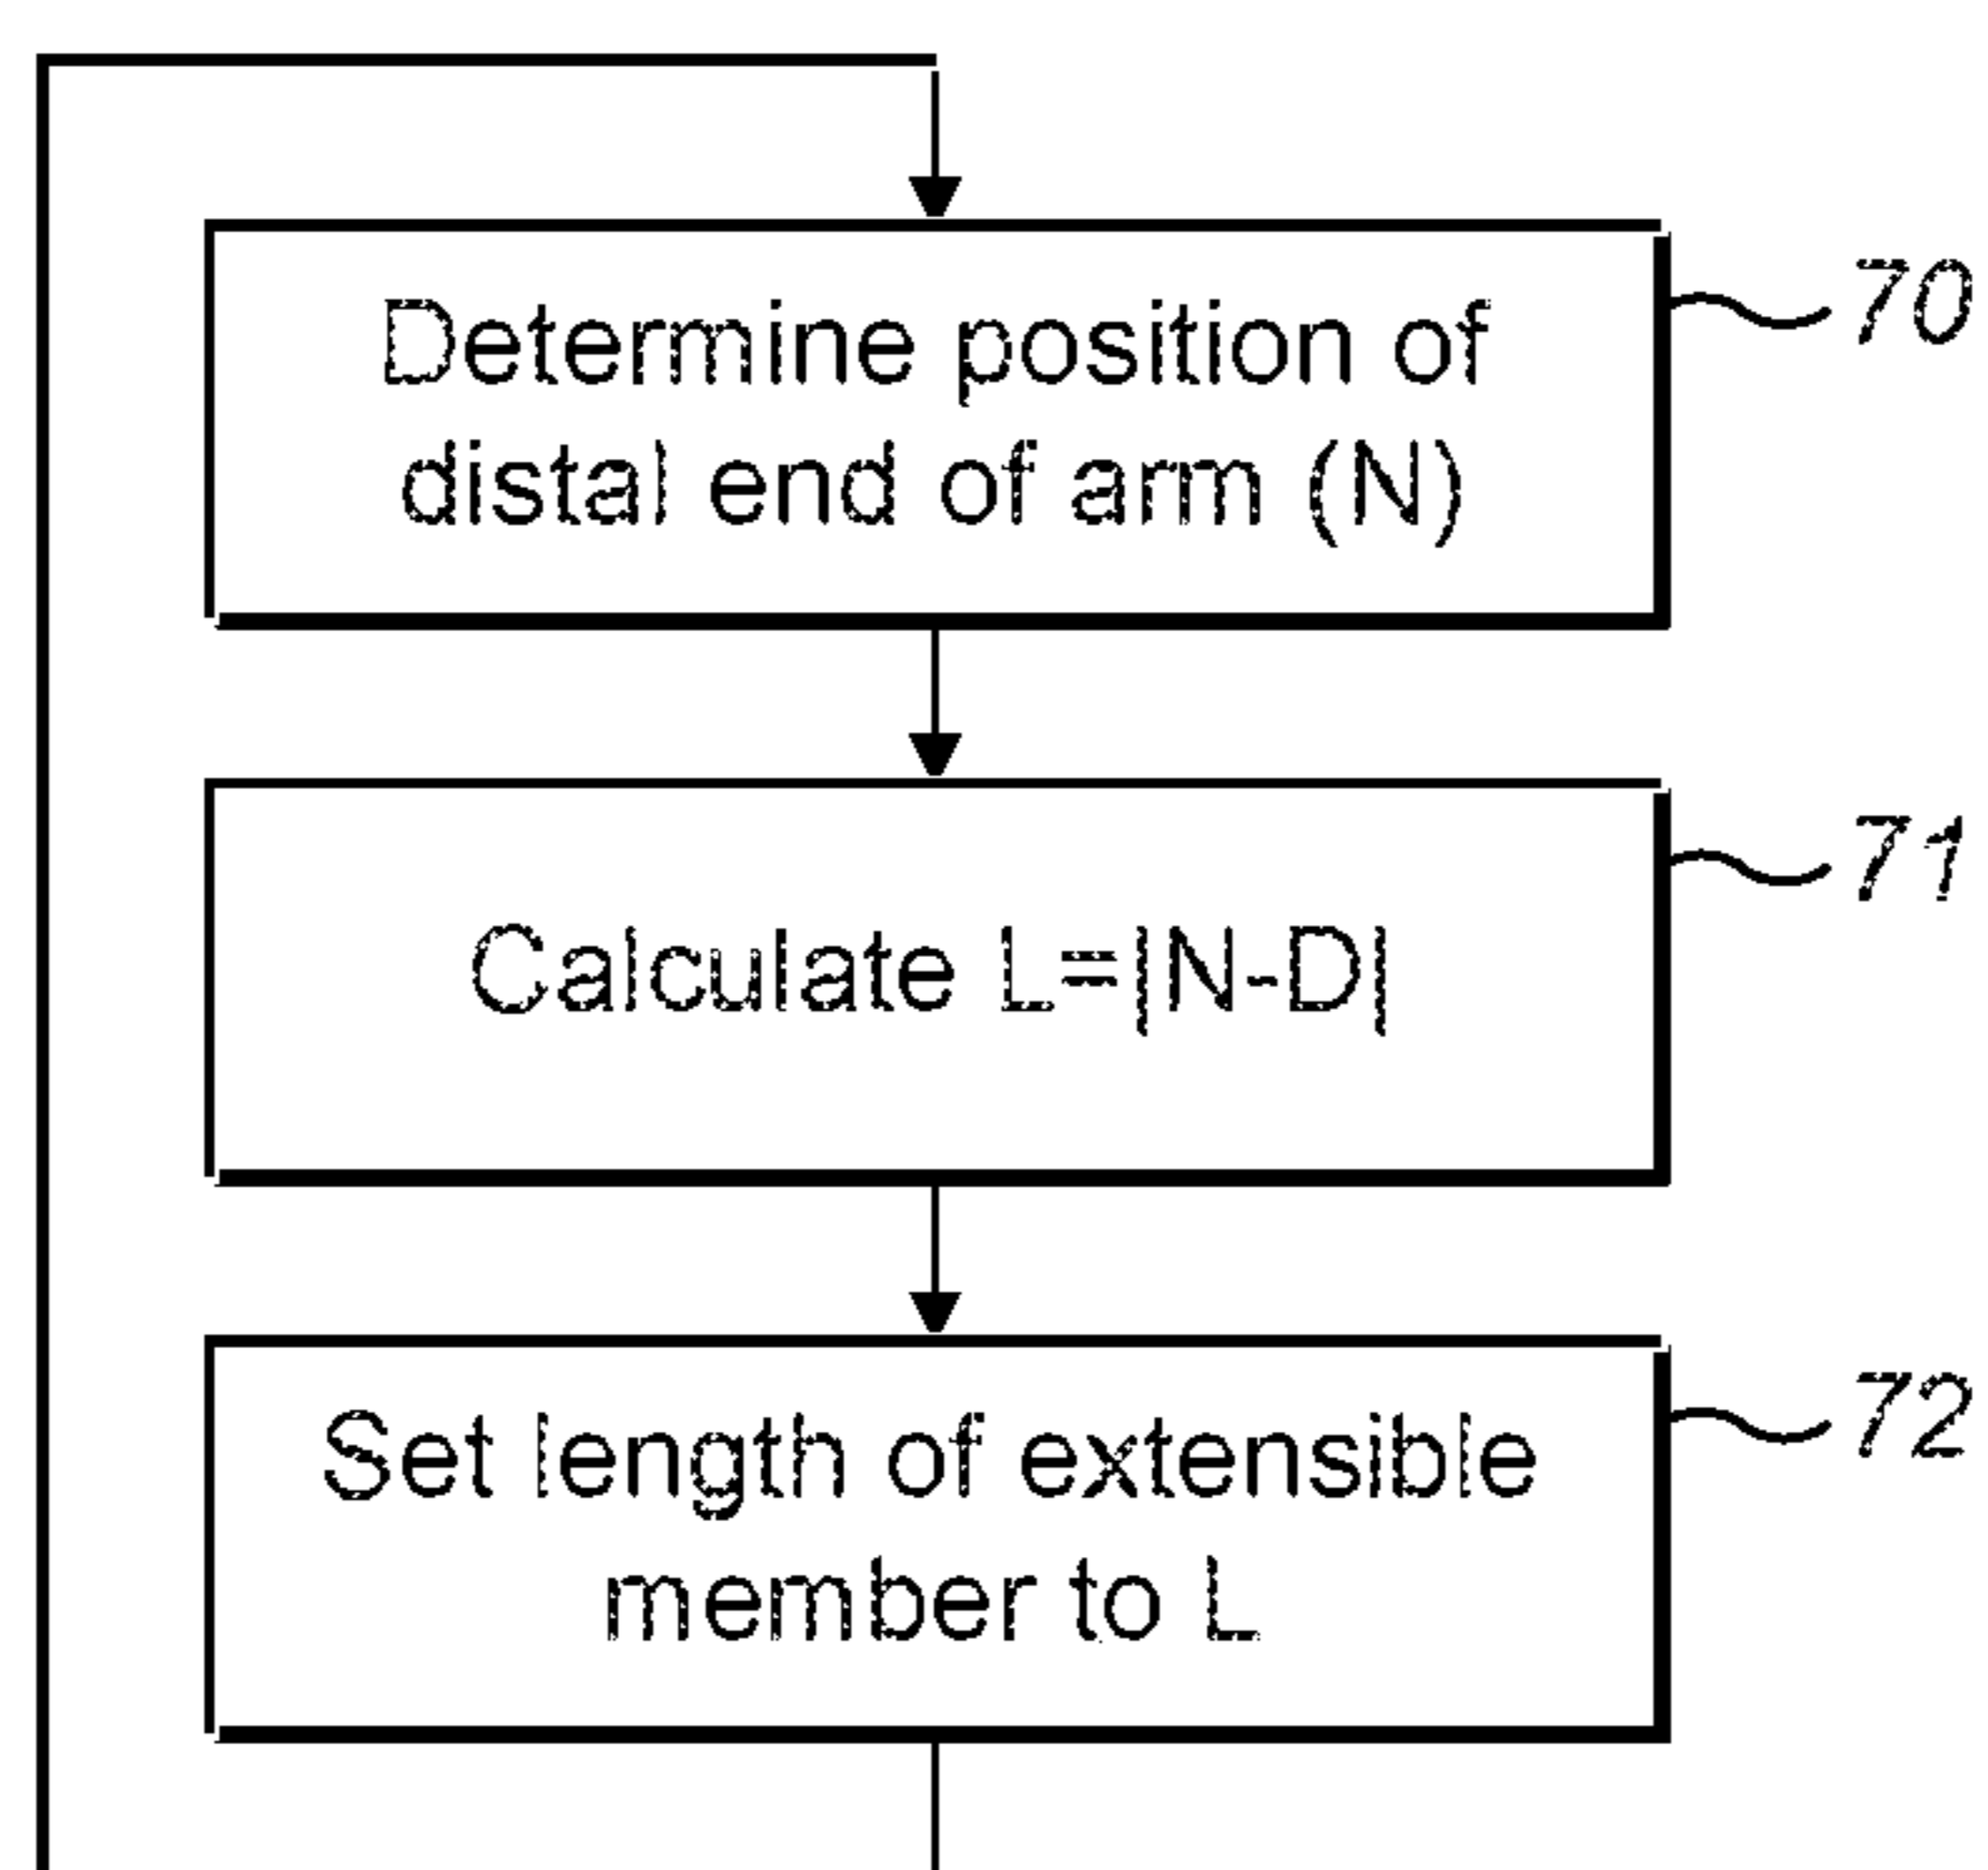 Determine position of
distal end of arm (N)
70
Calculate L=|N-D|
71
Set length of extensible
member to L
72